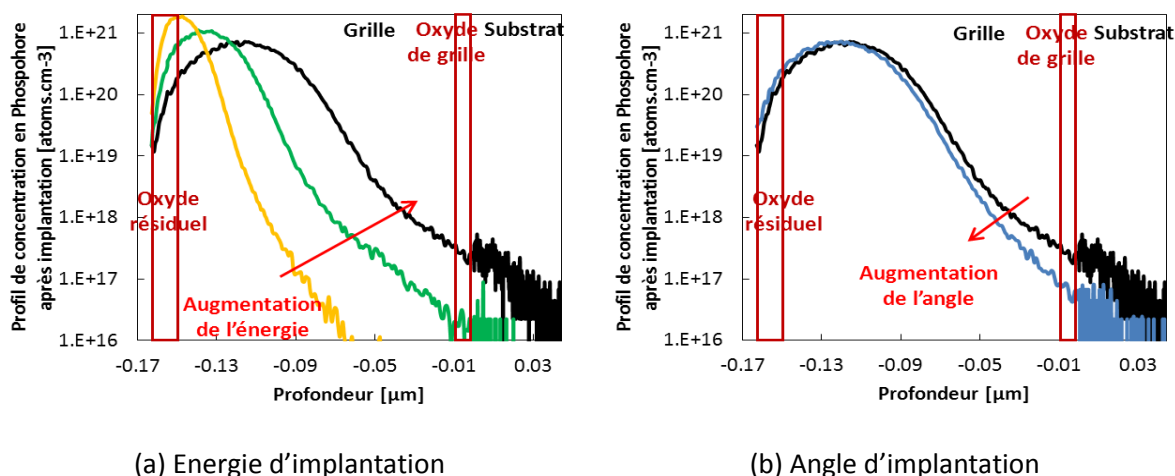 Profil de concentration en Phospohore
après implantation [atoms.cm-3]
1.E+21
1.E+20
1.E+19
1.E+18
1.E+17
1.E+16
Grille
Oxyde
de grille
Substrat
Oxyde
résiduel
Augmentation
de l’énergie
-0.17
-0.13
-0.09
-0.05
-0.01
0.03
Profondeur [µm]
(a) Energie d’implantation
Profil de concentration en Phospohore
après implantation [atoms.cm-3]
1.E+21
1.E+20
1.E+19
1.E+18
1.E+17
1.E+16
Grille
Oxyde
de grille
Substrat
Oxyde
résiduel
Augmentation
de l’angle
-0.17
-0.13
-0.09
-0.05
-0.01
0.03
Profondeur [µm]
(b) Angle d’implantation